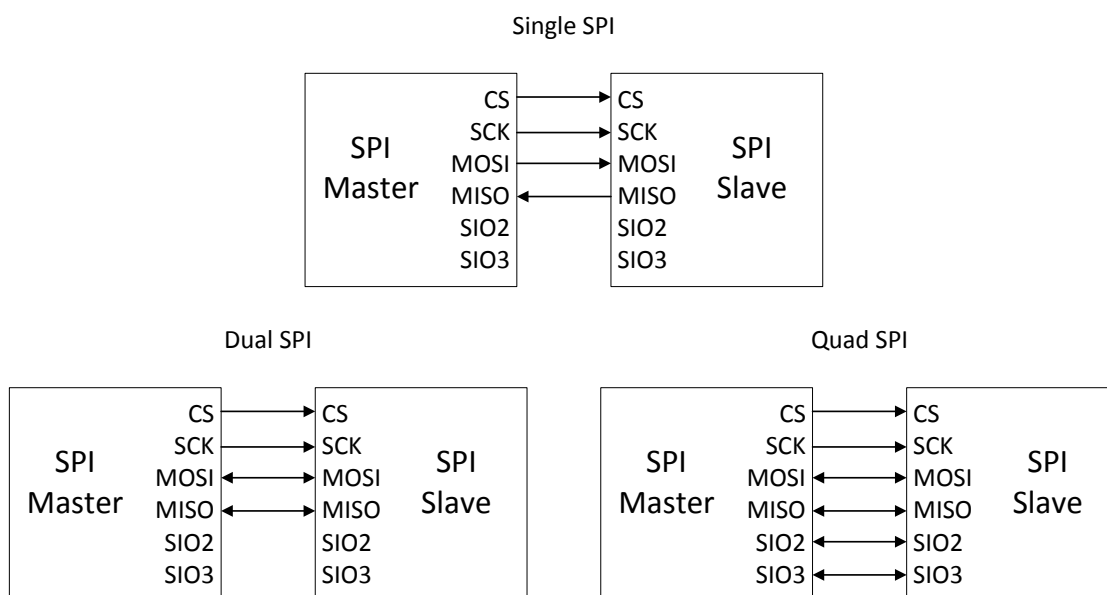 Single SPI
SPI
Master
CS
SCK
MOSI
MISO
SIO2
SIO3
CS
SCK
MOSI
MISO
SIO2
SIO3
SPI
Slave
Dual SPI
SPI
Master
CS
SCK
MOSI
MISO
SIO2
SIO3
CS
SCK
MOSI
MISO
SIO2
SIO3
SPI
Slave
Quad SPI
SPI
Master
CS
SCK
MOSI
MISO
SIO2
SIO3
CS
SCK
MOSI
MISO
SIO2
SIO3
SPI
Slave